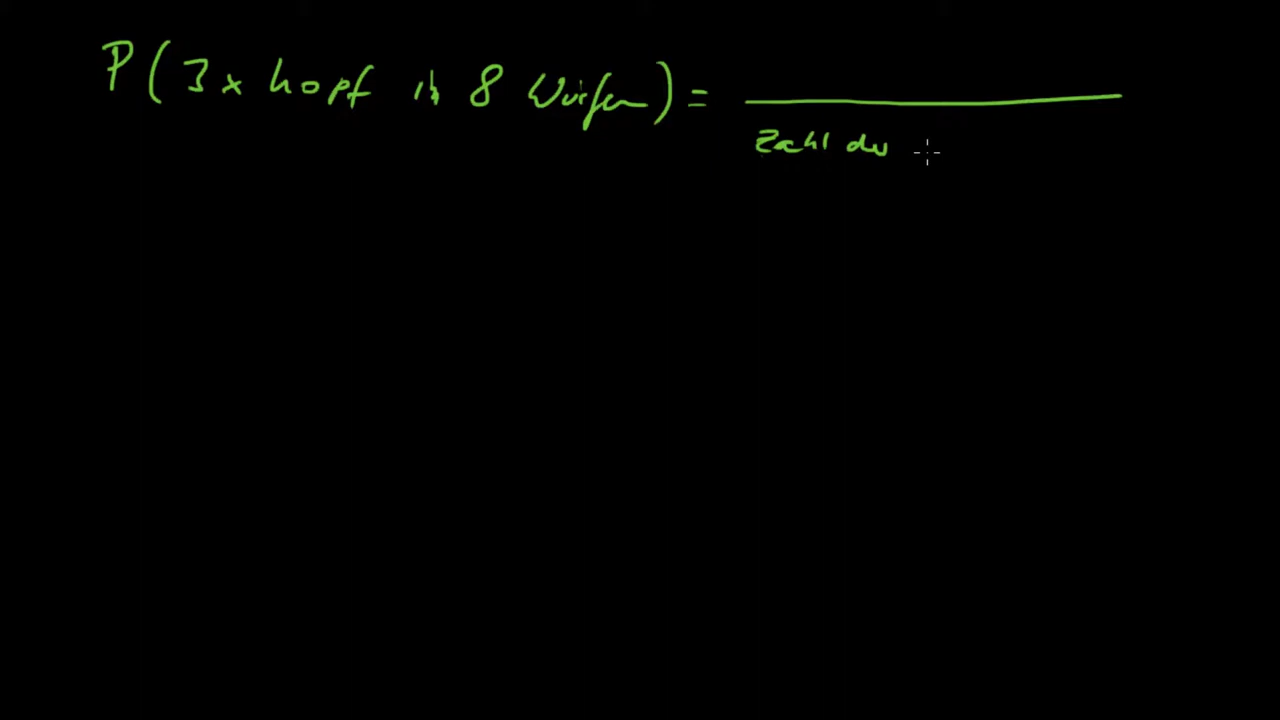 P(3x Kopf in 8 Würfen) =
Zahl der